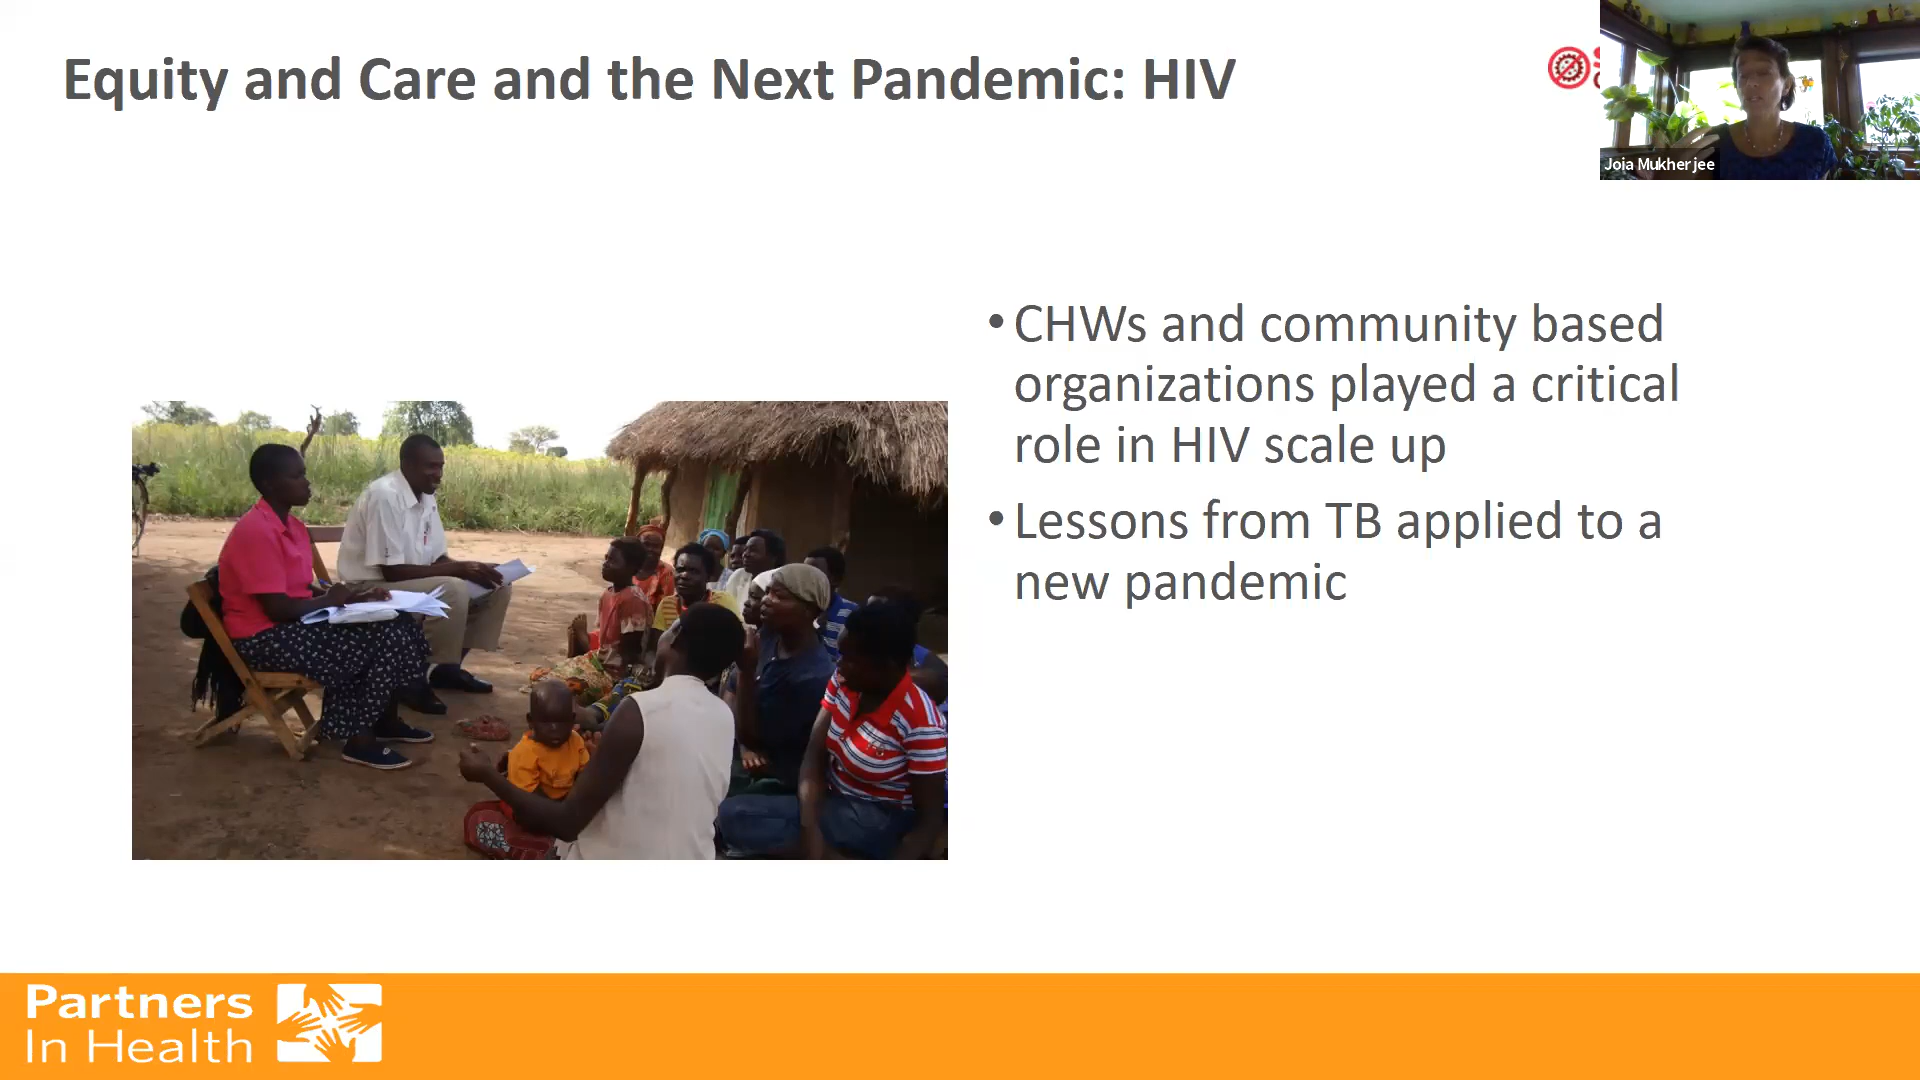 Equity and Care and the Next Pandemic: HIV
Joia Mukherjee
• CHWs and community based
organizations played a critical
role in HIV scale up
• Lessons from TB applied to a
new pandemic
Partners
In Health